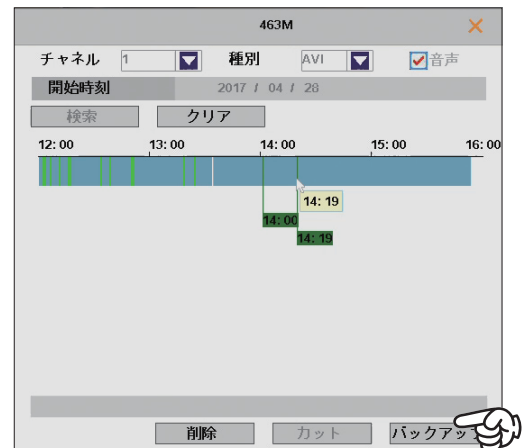 463M
チャネル 1 種別 AVI 音声
開始時刻 2017 / 04 / 28
検索 クリア
12:00 13:00 14:00 15:00 16:00
14:19
14:00
14:19
削除 カット バックアップ